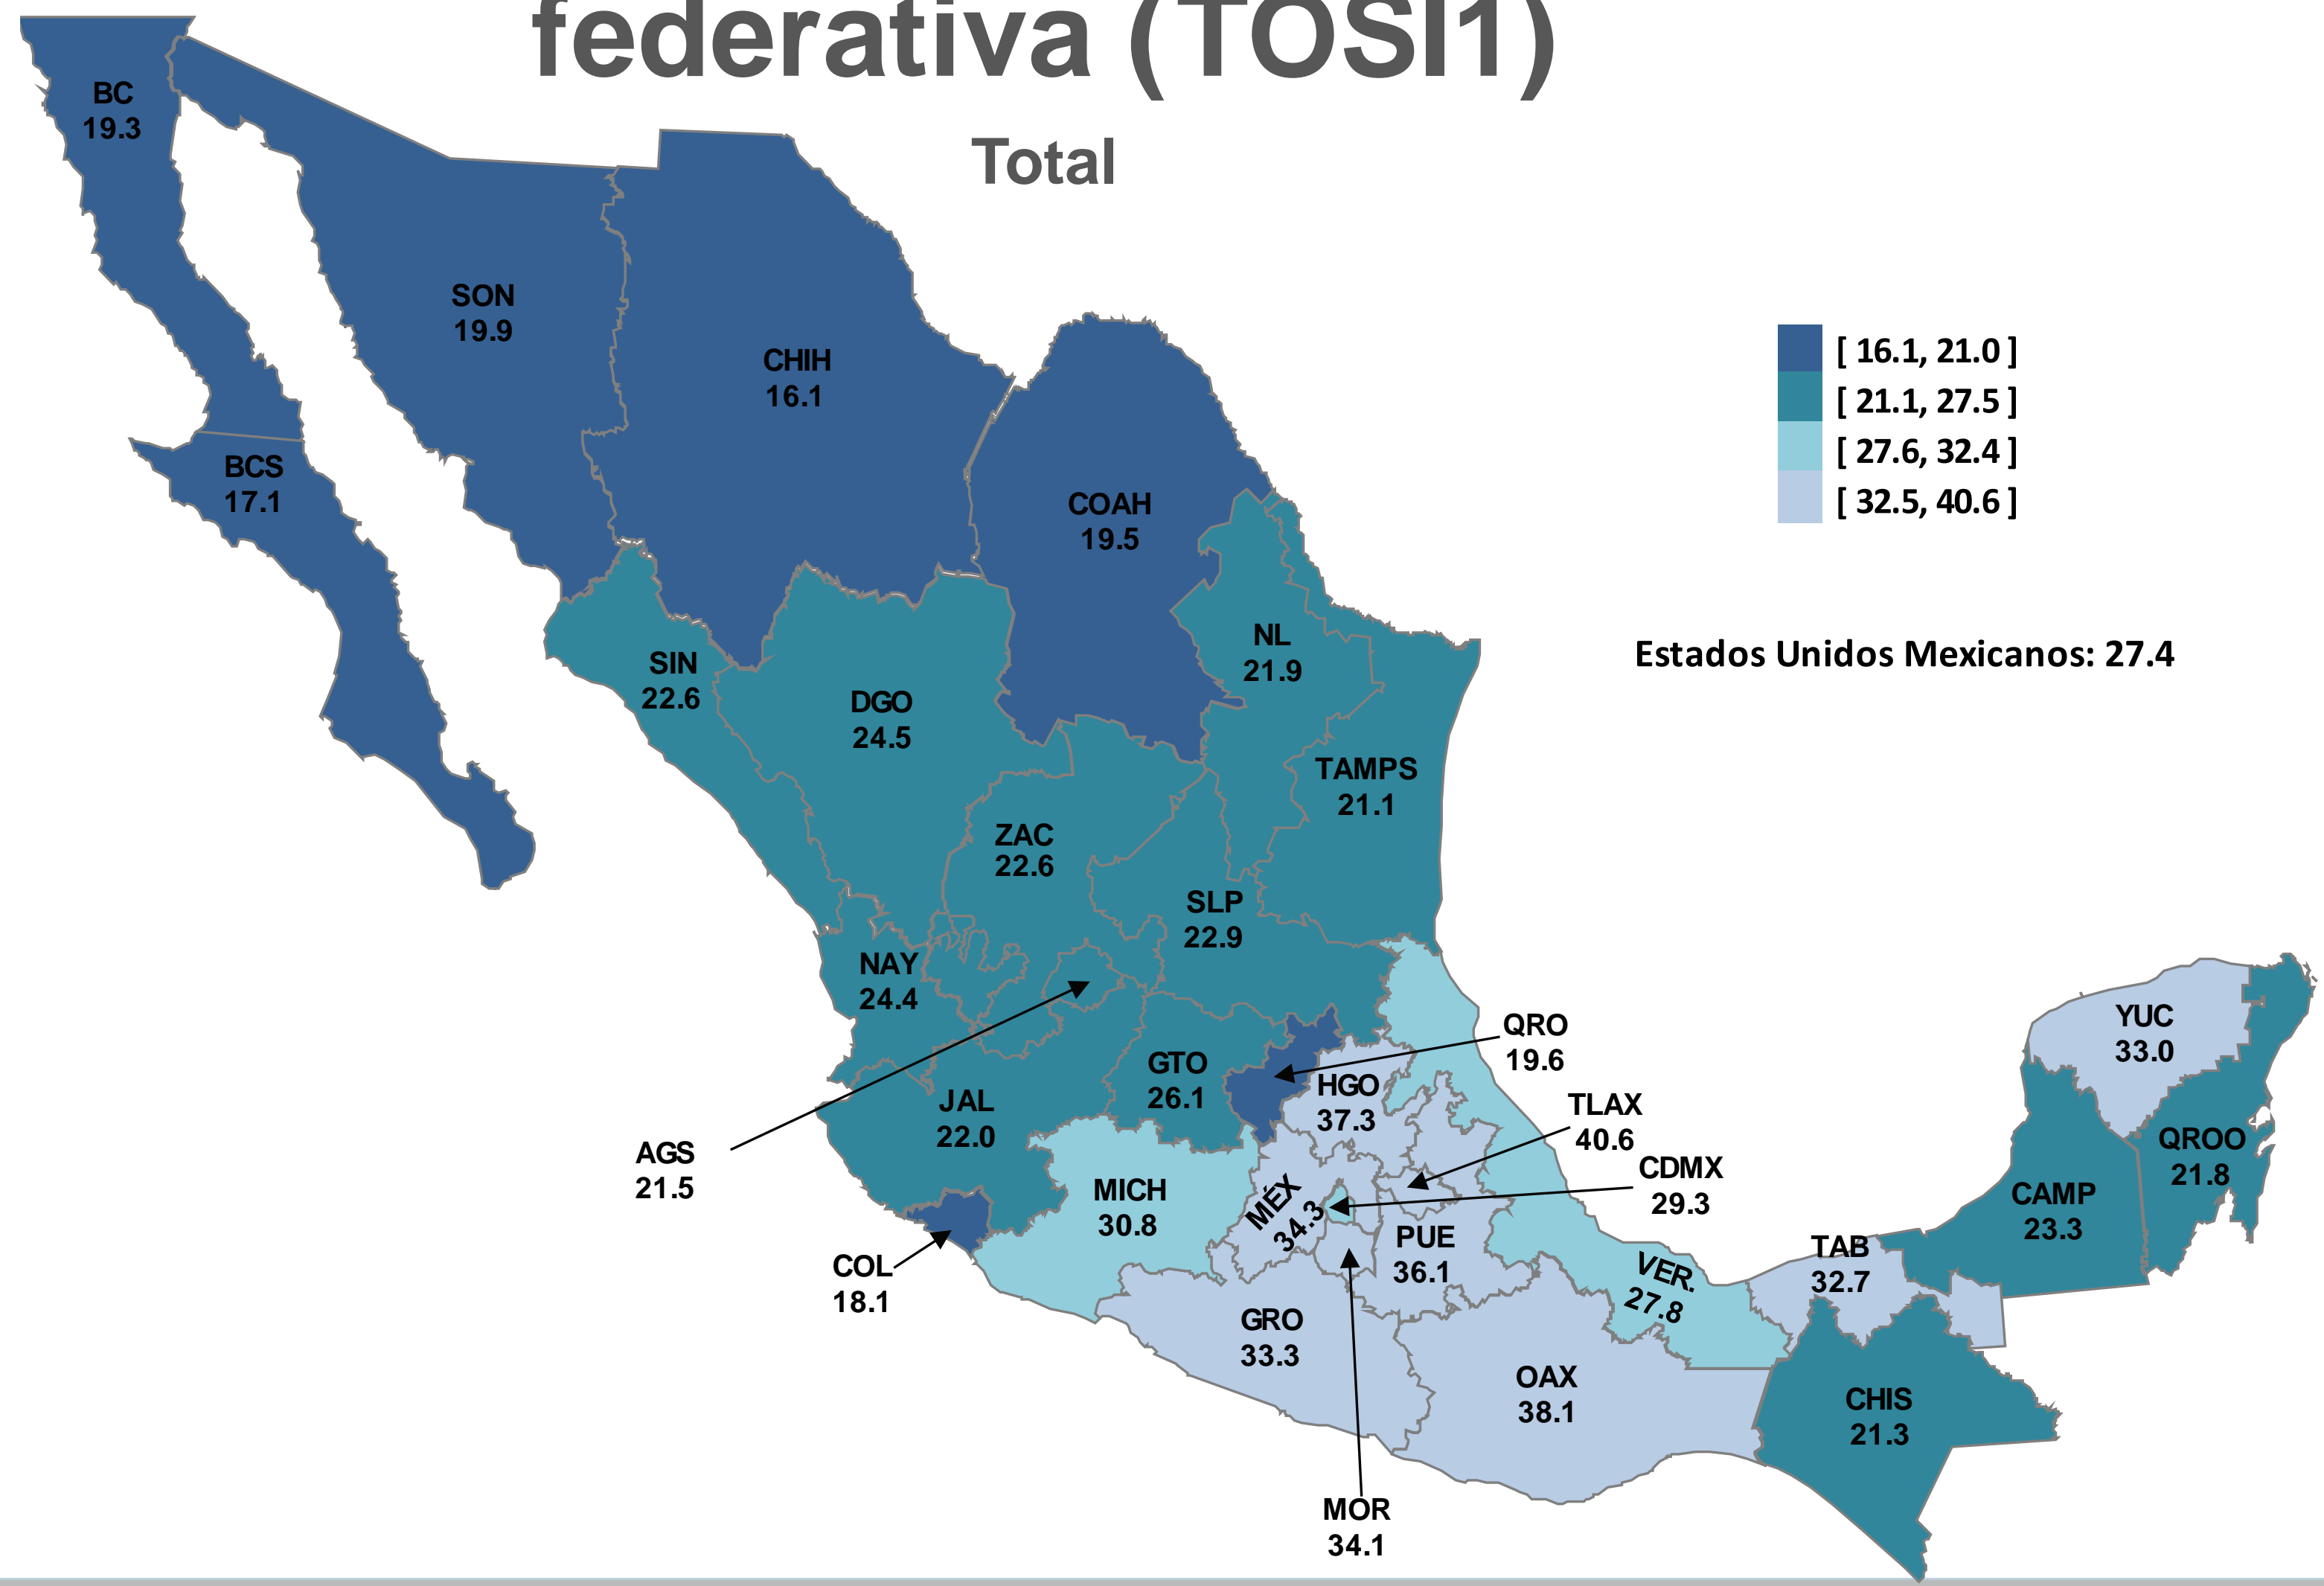 federativa (TOSI1)
Total
BC
19.3
SON
19.9
CHIH
16.1
BCS
17.1
COAH
19.5
[ 16.1, 21.0 ]
[ 21.1, 27.5 ]
[ 27.6, 32.4 ]
[ 32.5, 40.6 ]
Estados Unidos Mexicanos: 27.4
NL
21.9
SIN
22.6
DGO
24.5
TAMPS
21.1
ZAC
22.6
SLP
22.9
NAY
24.4
QRO
19.6
YUC
33.0
GTO
26.1
HGO
37.3
JAL
22.0
TLAX
40.6
QROO
21.8
AGS
21.5
CDMX
29.3
MICH
30.8
MÉX
34.3
CAMP
23.3
PUE
36.1
TAB
32.7
COL
18.1
VER.
27.8
GRO
33.3
OAX
38.1
CHIS
21.3
MOR
34.1